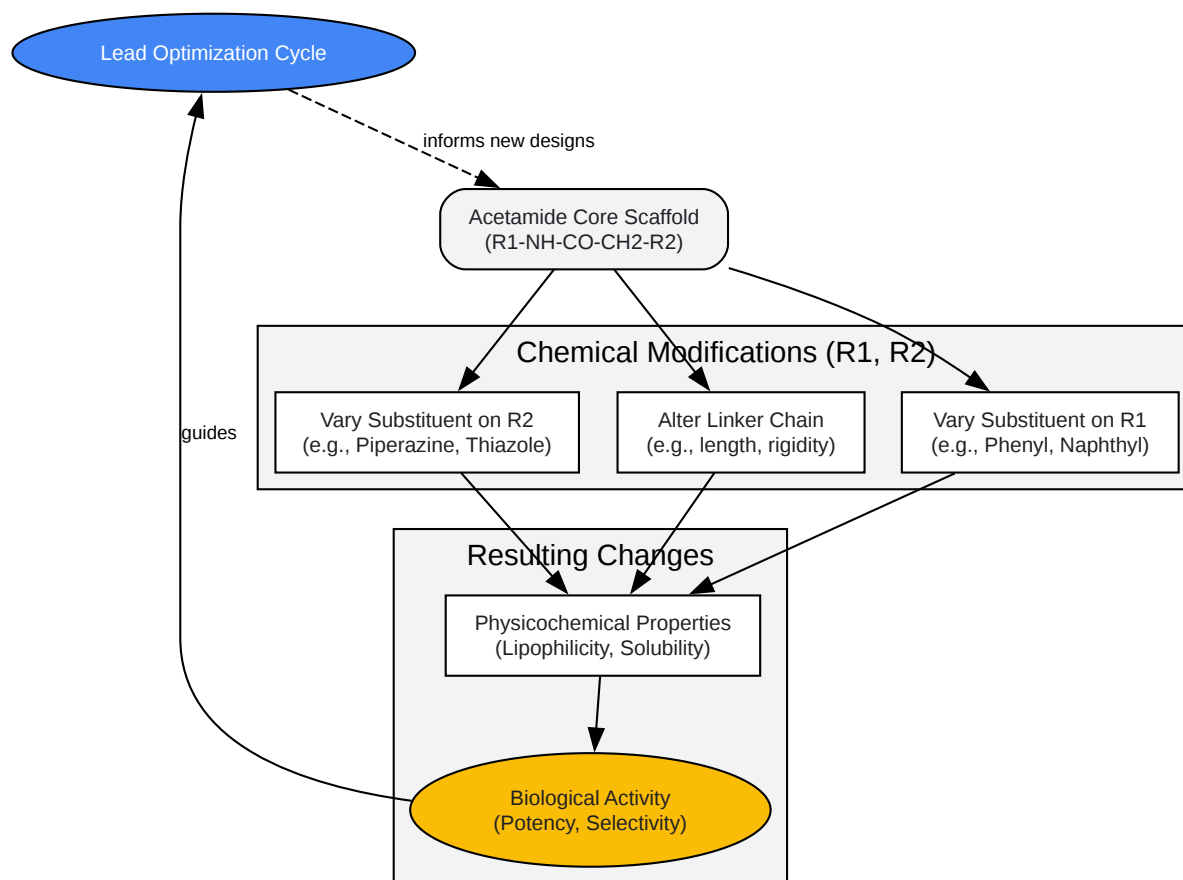 Lead Optimization Cycle
informs new designs
Acetamide Core Scaffold
(R1-NH-CO-CH2-R2)
Chemical Modifications (R1, R2)
Vary Substituent on R2
(e.g., Piperazine, Thiazole)
Alter Linker Chain
(e.g., length, rigidity)
Vary Substituent on R1
(e.g., Phenyl, Naphthyl)
guides
Resulting Changes
Physicochemical Properties
(Lipophilicity, Solubility)
Biological Activity
(Potency, Selectivity)